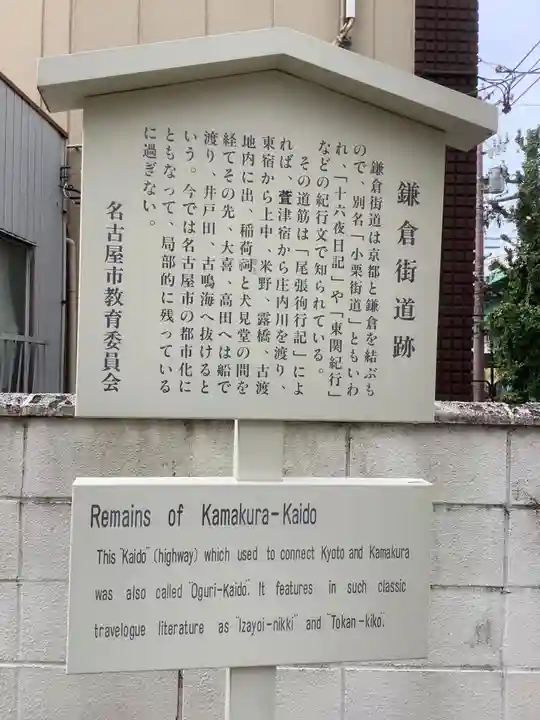 鎌倉街道跡
鎌倉街道は京都と鎌倉を結ぶも
ので、別名「小栗街道」ともいわ
れ、「十六夜日記」や「東関紀行」
などの紀行文で知られている。
その道筋は「尾張徇行記」によ
れば、萱津宿から庄内川を渡り、
東宿から上中、米野、露橋、古渡
地内に出、稲荷祠と犬見堂の間を
経てその先、大喜、高田へは船で
渡り、井戸田、古鳴海へ抜けると
いう。今では名古屋市の都市化に
ともなって、局部的に残っている
に過ぎない。
名古屋市教育委員会
Remains of Kamakura-Kaido
This "Kaido" (highway) which used to connect Kyoto and Kamakura
was also called "Oguri-Kaido". It features in such classic
travelogue literature as "Izayoi-nikki" and "Tokan-kiko".